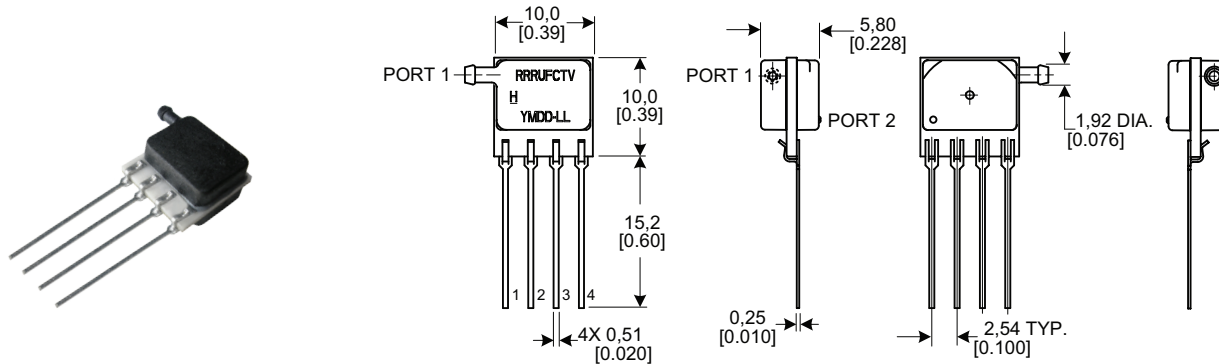 10,0
[0.39]
PORT 1
RRRUFCTV
H
YMDD-LL
10,0
[0.39]
15,2
[0.60]
1 2 3 4
4X 0,51
[0.020]
5,80
[0.228]
PORT 1
PORT 2
0,25
[0.010]
1,92 DIA.
[0.076]
2,54 TYP.
[0.100]